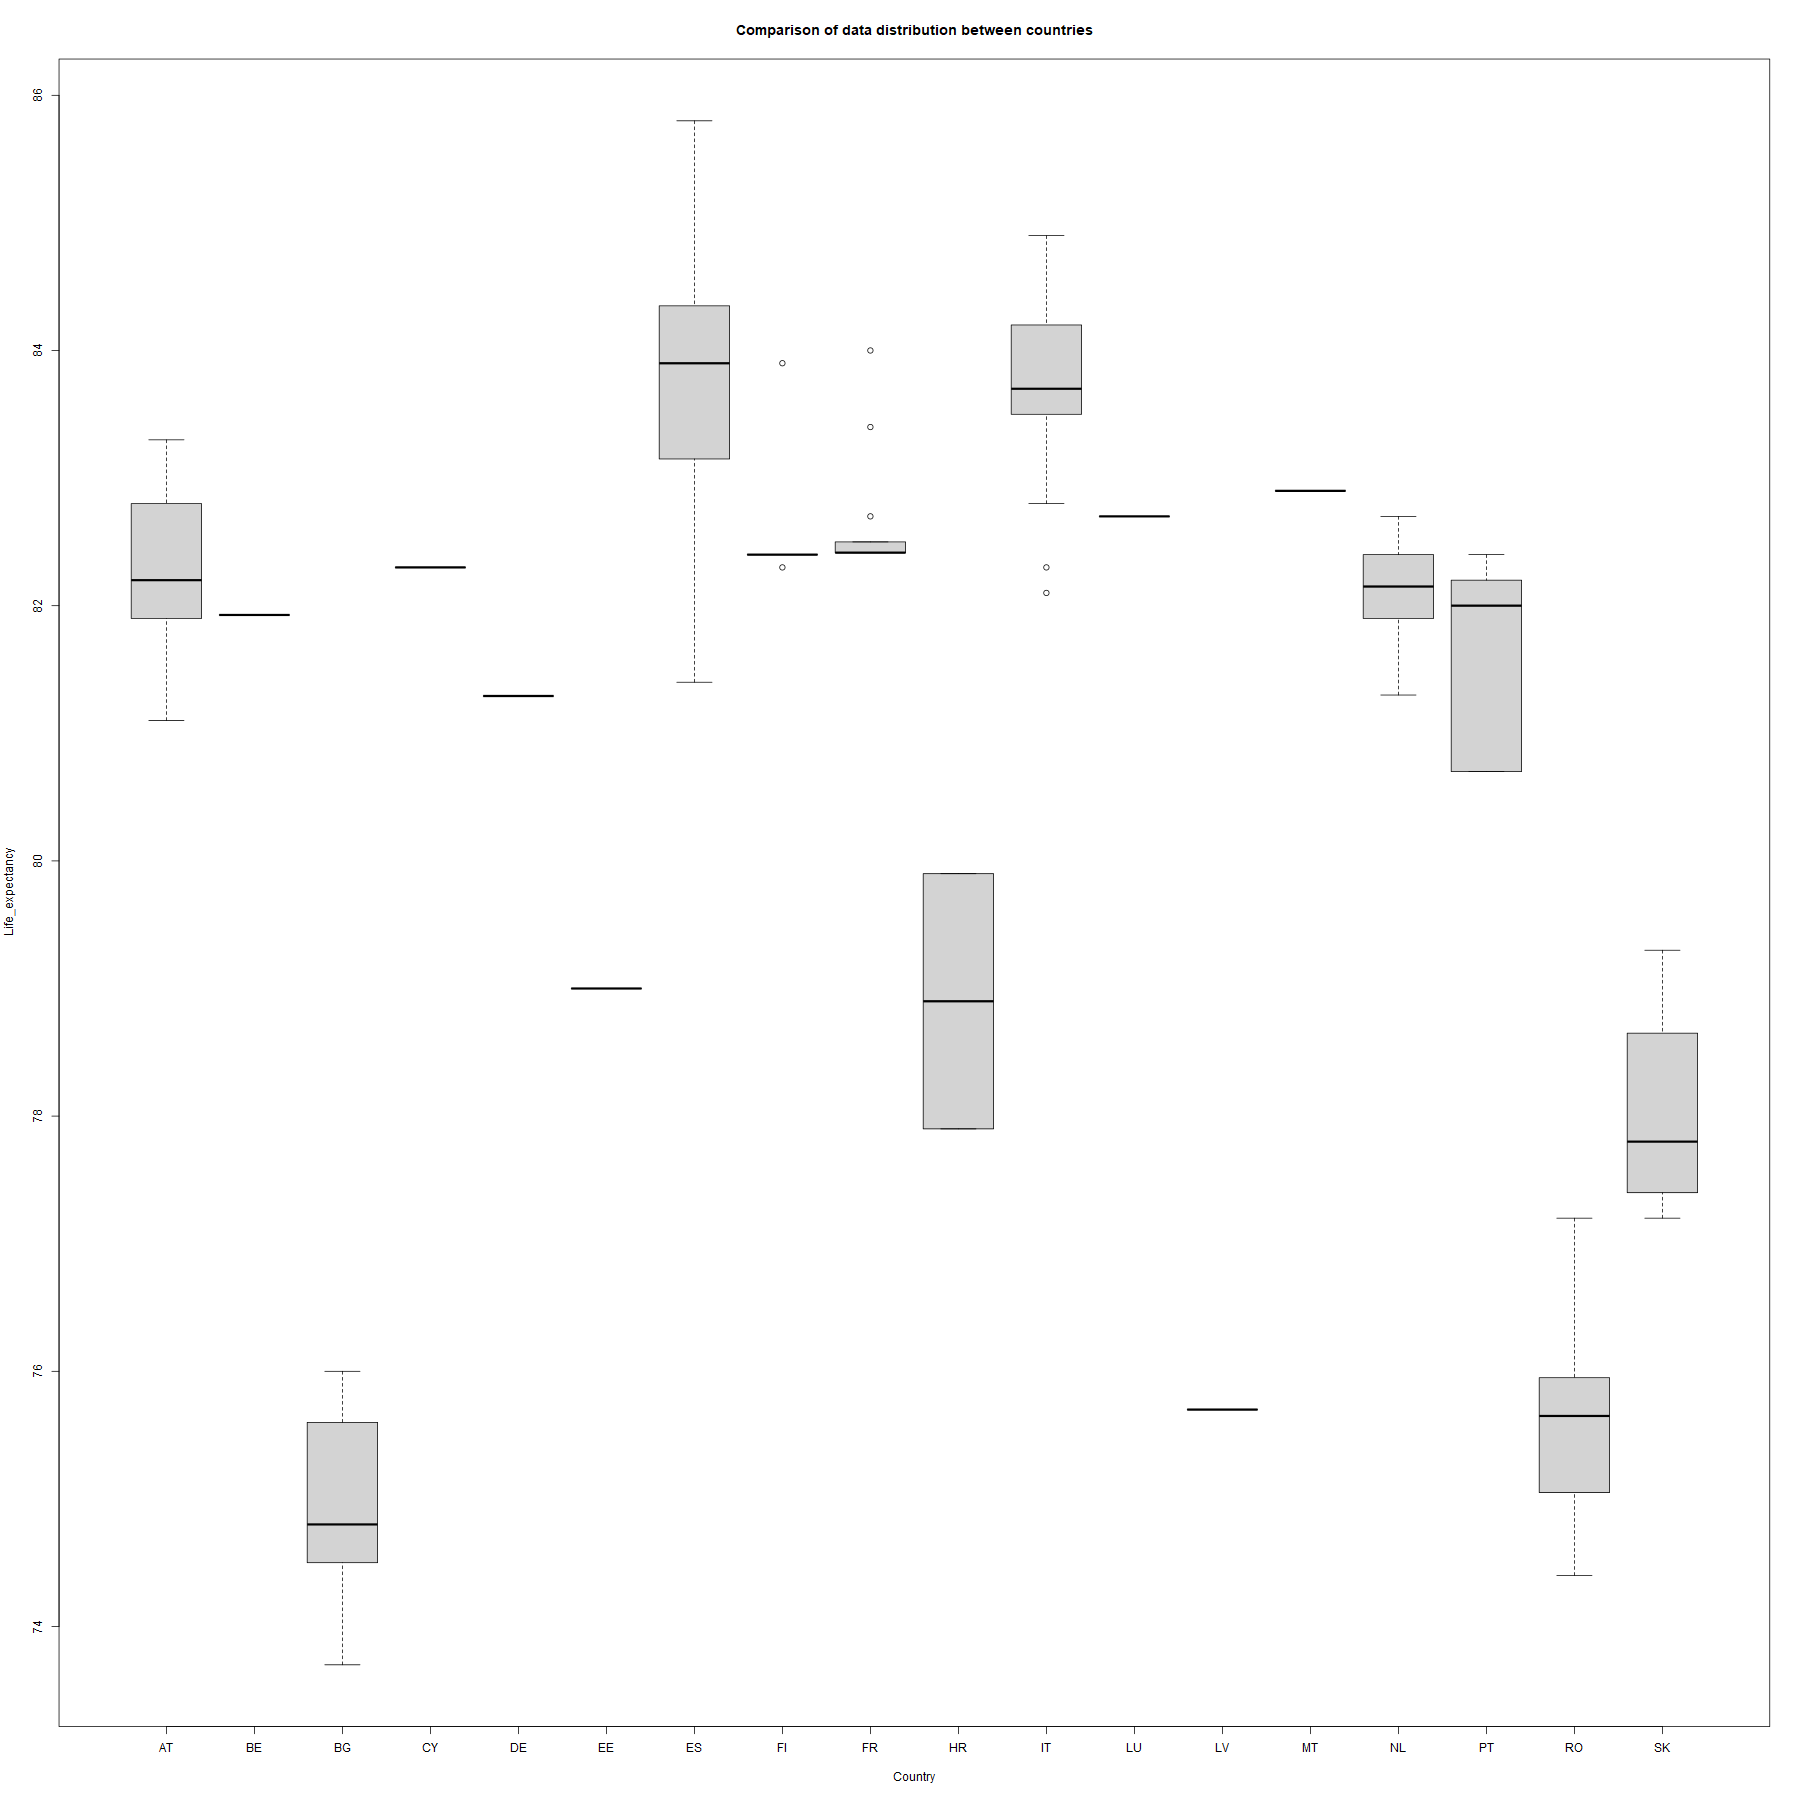 Comparison of data distribution between countries
Life_expectancy
86
84
82
80
78
76
74
AT BE BG CY DE EE ES FI FR HR IT LU LV MT NL PT RO SK
Country